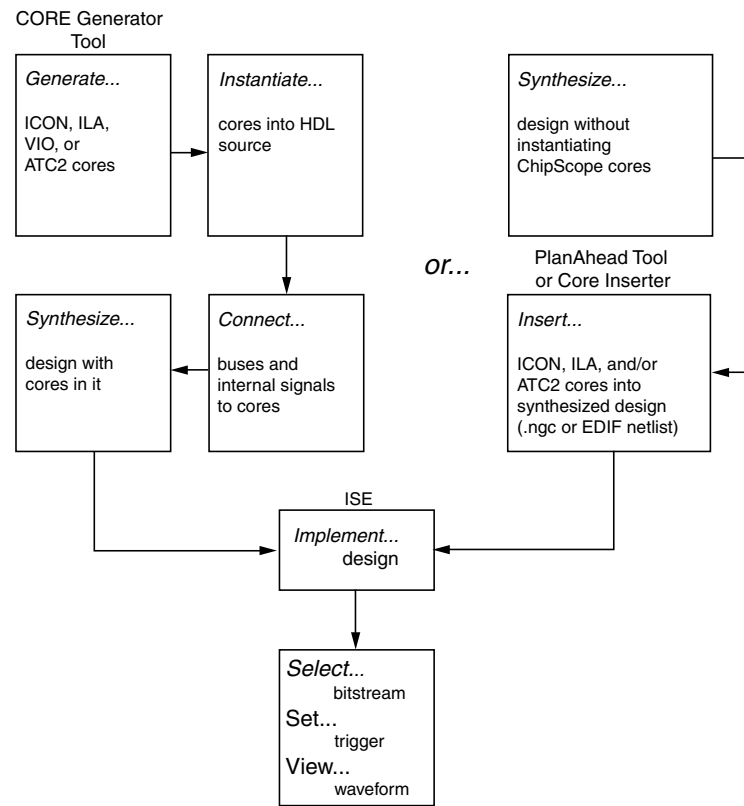 CORE Generator
Tool
Generate...
ICON, ILA,
VIO, or
ATC2 cores
Instantiate...
cores into HDL
source
Synthesize...
design without
instantiating
ChipScope cores
or...
PlanAhead Tool
or Core Inserter
Synthesize...
design with
cores in it
Connect...
buses and
internal signals
to cores
Insert...
ICON, ILA, and/or
ATC2 cores into
synthesized design
(.ngc or EDIF netlist)
ISE
Implement...
design
Select...
bitstream
Set...
trigger
View...
waveform